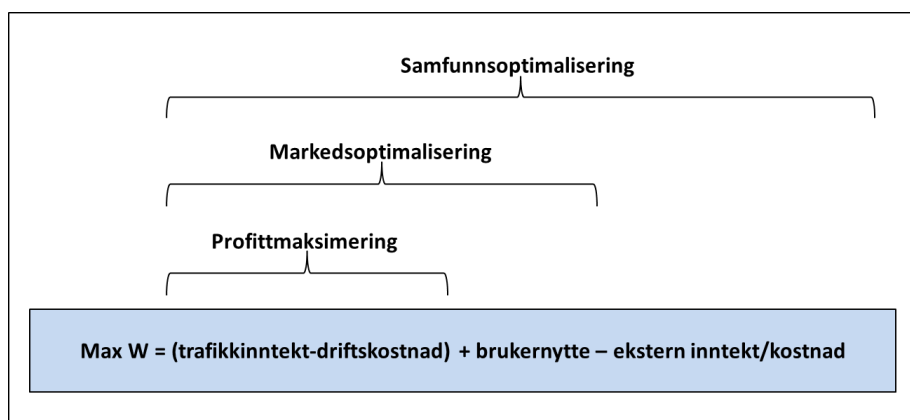 Samfunnsoptimalisering
Markedsoptimalisering
Profittmaksimering
Max W = (trafikkinntekt-driftskostnad) + brukernytte – ekstern inntekt/kostnad